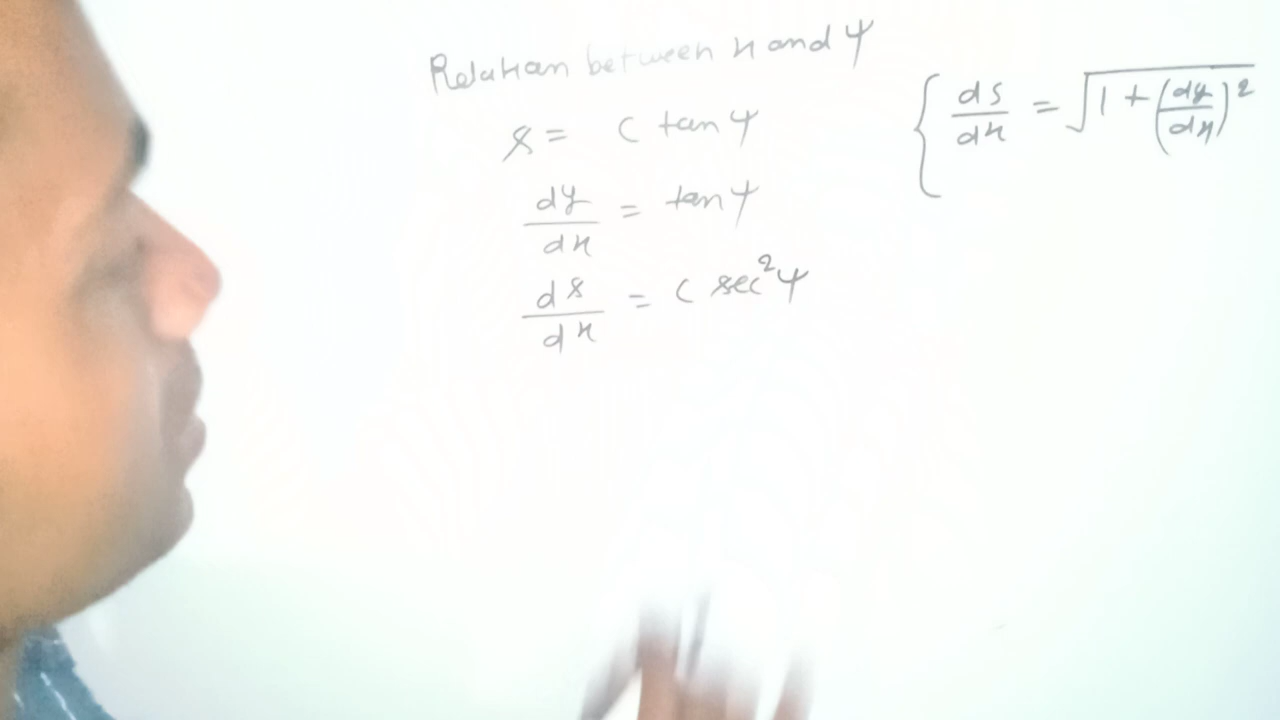 Relation between x and ψ
s = c tan ψ
dy/dx = tan ψ
ds/dx = c sec²ψ
{ ds/dx = √(1 + (dy/dx)²)